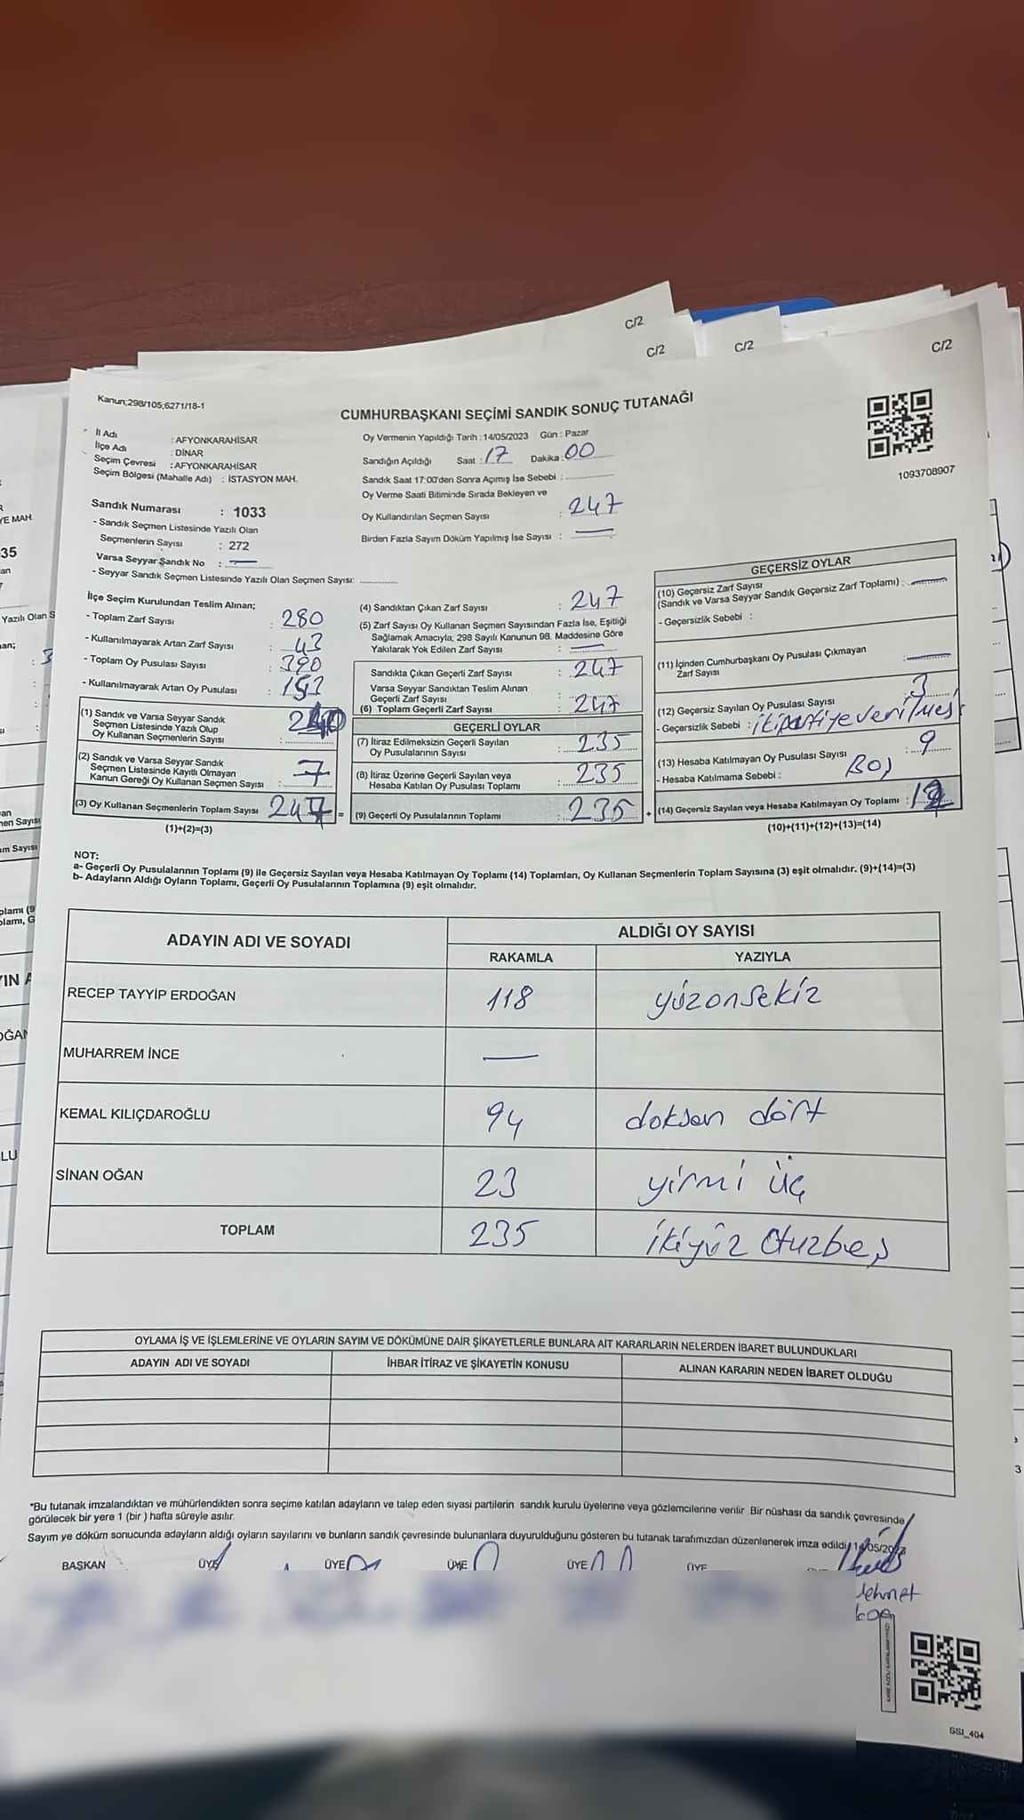 C/2
C/2
C/2
C/2
Kanun;298/105;6271/18-1
CUMHURBAŞKANI SEÇİMİ SANDIK SONUÇ TUTANAĞI
1093708907
İl Adı : AFYONKARAHİSAR
İlçe Adı : DİNAR
Seçim Çevresi : AFYONKARAHİSAR
Seçim Bölgesi (Mahalle Adı) : İSTASYON MAH.
Oy Vermenin Yapıldığı Tarih : 14/05/2023 Gün : Pazar
Sandığın Açıldığı Saat : 17 Dakika : 00
Sandık Saat 17:00'den Sonra Açımış İse Sebebi :
Oy Verme Saati Bitiminde Sırada Bekleyen ve
Oy Kullandırılan Seçmen Sayısı : 247
Birden Fazla Sayım Döküm Yapılmış İse Sayısı : —
Sandık Numarası : 1033
- Sandık Seçmen Listesinde Yazılı Olan
Seçmenlerin Sayısı : 272
Varsa Seyyar Sandık No : —
- Seyyar Sandık Seçmen Listesinde Yazılı Olan Seçmen Sayısı:
İlçe Seçim Kurulundan Teslim Alınan;
- Toplam Zarf Sayısı : 280
- Kullanılmayarak Artan Zarf Sayısı : 43
- Toplam Oy Pusulası Sayısı :
- Kullanılmayarak Artan Oy Pusulası :
(1) Sandık ve Varsa Seyyar Sandık
Seçmen Listesinde Yazılı Olup
Oy Kullanan Seçmenlerin Sayısı
(2) Sandık ve Varsa Seyyar Sandık
Seçmen Listesinde Kayıtlı Olmayan
Kanun Gereği Oy Kullanan Seçmen Sayısı : 7
(3) Oy Kullanan Seçmenlerin Toplam Sayısı 247 =
(1)+(2)=(3)
(4) Sandıktan Çıkan Zarf Sayısı : 247
(5) Zarf Sayısı Oy Kullanan Seçmen Sayısından Fazla İse, Eşitliği
Sağlamak Amacıyla, 298 Sayılı Kanunun 98. Maddesine Göre
Yakılarak Yok Edilen Zarf Sayısı : —
Sandıkta Çıkan Geçerli Zarf Sayısı : 247
Varsa Seyyar Sandıktan Teslim Alınan
Geçerli Zarf Sayısı :
(6) Toplam Geçerli Zarf Sayısı : 247
GEÇERLİ OYLAR
(7) İtiraz Edilmeksizin Geçerli Sayılan
Oy Pusulalarının Sayısı : 235
(8) İtiraz Üzerine Geçerli Sayılan veya
Hesaba Katılan Oy Pusulası Toplamı : 235
(9) Geçerli Oy Pusulalarının Toplamı : 235 +
GEÇERSİZ OYLAR
(10) Geçersiz Zarf Sayısı
(Sandık ve Varsa Seyyar Sandık Geçersiz Zarf Toplamı) : —
- Geçersizlik Sebebi :
(11) İçinden Cumhurbaşkanı Oy Pusulası Çıkmayan
Zarf Sayısı —
(12) Geçersiz Sayılan Oy Pusulası Sayısı : 3
- Geçersizlik Sebebi : iki partiye verilmesi
(13) Hesaba Katılmayan Oy Pusulası Sayısı : 9
- Hesaba Katılmama Sebebi : Boş
(14) Geçersiz Sayılan veya Hesaba Katılmayan Oy Toplamı : 12
(10)+(11)+(12)+(13)=(14)
NOT:
a- Geçerli Oy Pusulalarının Toplamı (9) ile Geçersiz Sayılan veya Hesaba Katılmayan Oy Toplamı (14) Toplamları, Oy Kullanan Seçmenlerin Toplam Sayısına (3) eşit olmalıdır. (9)+(14)=(3)
b- Adayların Aldığı Oyların Toplamı, Geçerli Oy Pusulalarının Toplamına (9) eşit olmalıdır.
ADAYIN ADI VE SOYADI
ALDIĞI OY SAYISI
RAKAMLA YAZIYLA
RECEP TAYYİP ERDOĞAN 118 yüzonsekiz
MUHARREM İNCE —
KEMAL KILIÇDAROĞLU 94 doksan dört
SİNAN OĞAN 23 yirmi üç
TOPLAM 235 ikiyüz Otuzbeş
OYLAMA İŞ VE İŞLEMLERİNE VE OYLARIN SAYIM VE DÖKÜMÜNE DAİR ŞİKAYETLERLE BUNLARA AİT KARARLARIN NELERDEN İBARET BULUNDUKLARI
ADAYIN ADI VE SOYADI İHBAR İTİRAZ VE ŞİKAYETİN KONUSU ALINAN KARARIN NEDEN İBARET OLDUĞU
"Bu tutanak imzalandıktan ve mühürlendikten sonra seçime katılan adayların ve talep eden siyasi partilerin sandık kurulu üyelerine veya gözlemcilerine verilir Bir nüshası da sandık çevresinde
görülecek bir yere 1 (bir) hafta süreyle asılır.
Sayım ve döküm sonucunda adayların aldığı oyların sayılarını ve bunların sandık çevresinde bulunanlara duyurulduğunu gösteren bu tutanak tarafımızdan düzenlenerek imza edildi. 14/05/2023
BAŞKAN ÜYE ÜYE ÜYE ÜYE ÜYE
GSI_404